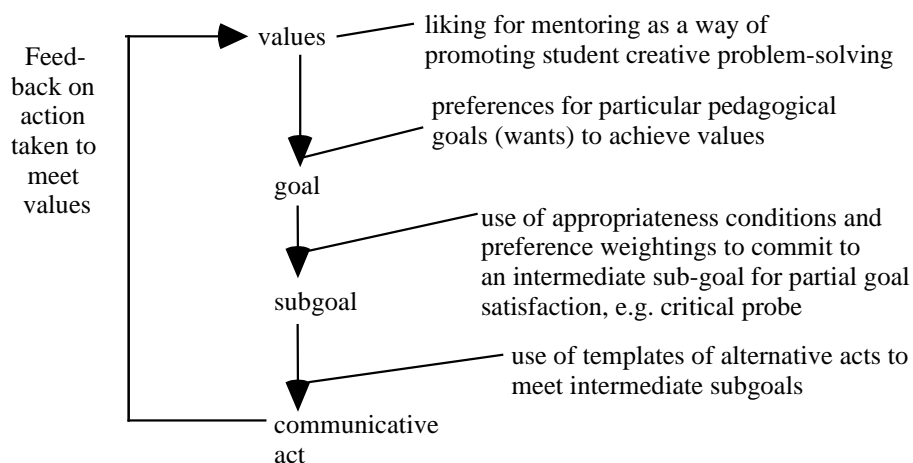 Feed-
back on
action
taken to
meet
values
values
liking for mentoring as a way of
promoting student creative problem-solving
preferences for particular pedagogical
goals (wants) to achieve values
goal
use of appropriateness conditions and
preference weightings to commit to
an intermediate sub-goal for partial goal
satisfaction, e.g. critical probe
subgoal
use of templates of alternative acts to
meet intermediate subgoals
communicative
act